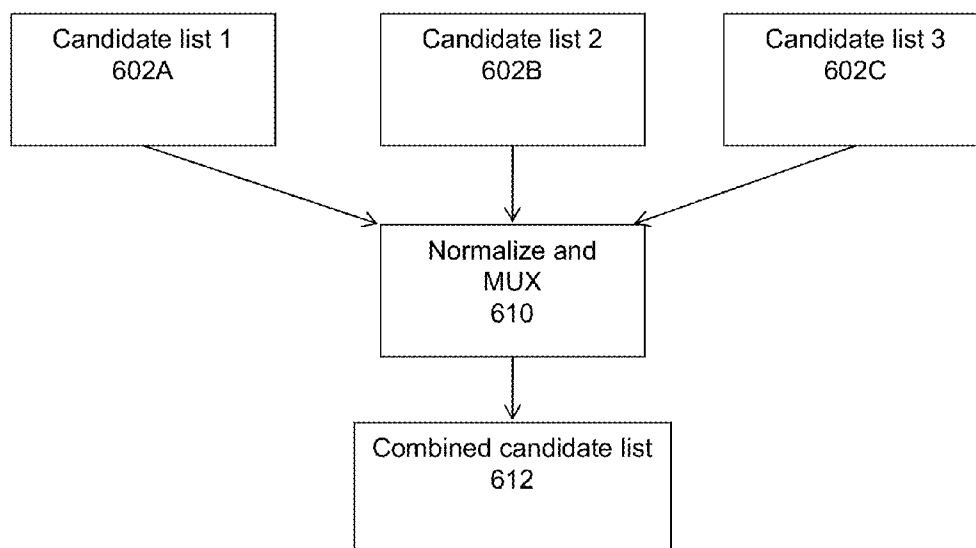 Candidate list 1
602A
Candidate list 2
602B
Candidate list 3
602C
Normalize and
MUX
610
Combined candidate list
612